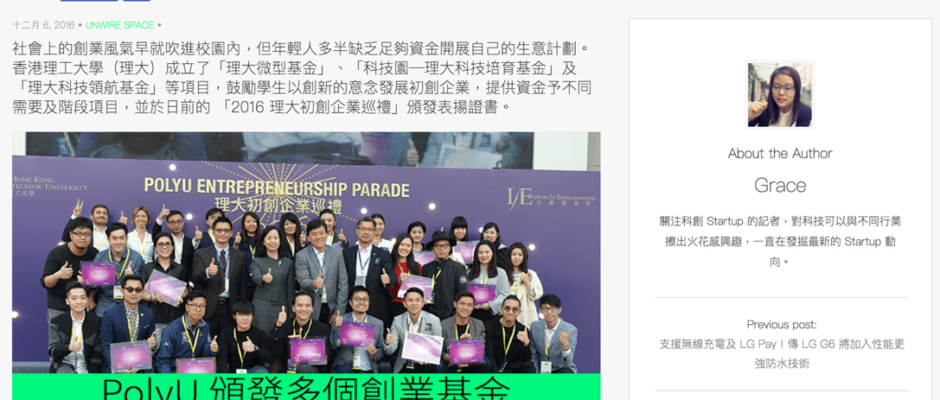 十二月 6, 2016 • UNWIRE SPACE •
社會上的創業風氣早就吹進校園內，但年輕人多半缺乏足夠資金開展自己的生意計劃。
香港理工大學（理大）成立了「理大微型基金」、「科技園—理大科技培育基金」及
「理大科技領航基金」等項目，鼓勵學生以創新的意念發展初創企業，提供資金予不同
需要及階段項目，並於日前的 「2016 理大初創企業巡禮」頒發表揚證書。
HONG KONG
TECHNIC UNIVERSITY
工大學
POLYU ENTREPRENEURSHIP PARADE
理大初創企業巡禮
Institute for Entrepreneurship
PolyU 頒發多個創業基金
About the Author
Grace
關注科創 Startup 的記者，對科技可以與不同行業
擦出火花感興趣，一直在發掘最新的 Startup 動
向。
Previous post:
支援無線充電及 LG Pay！傳 LG G6 將加入性能更
強防水技術